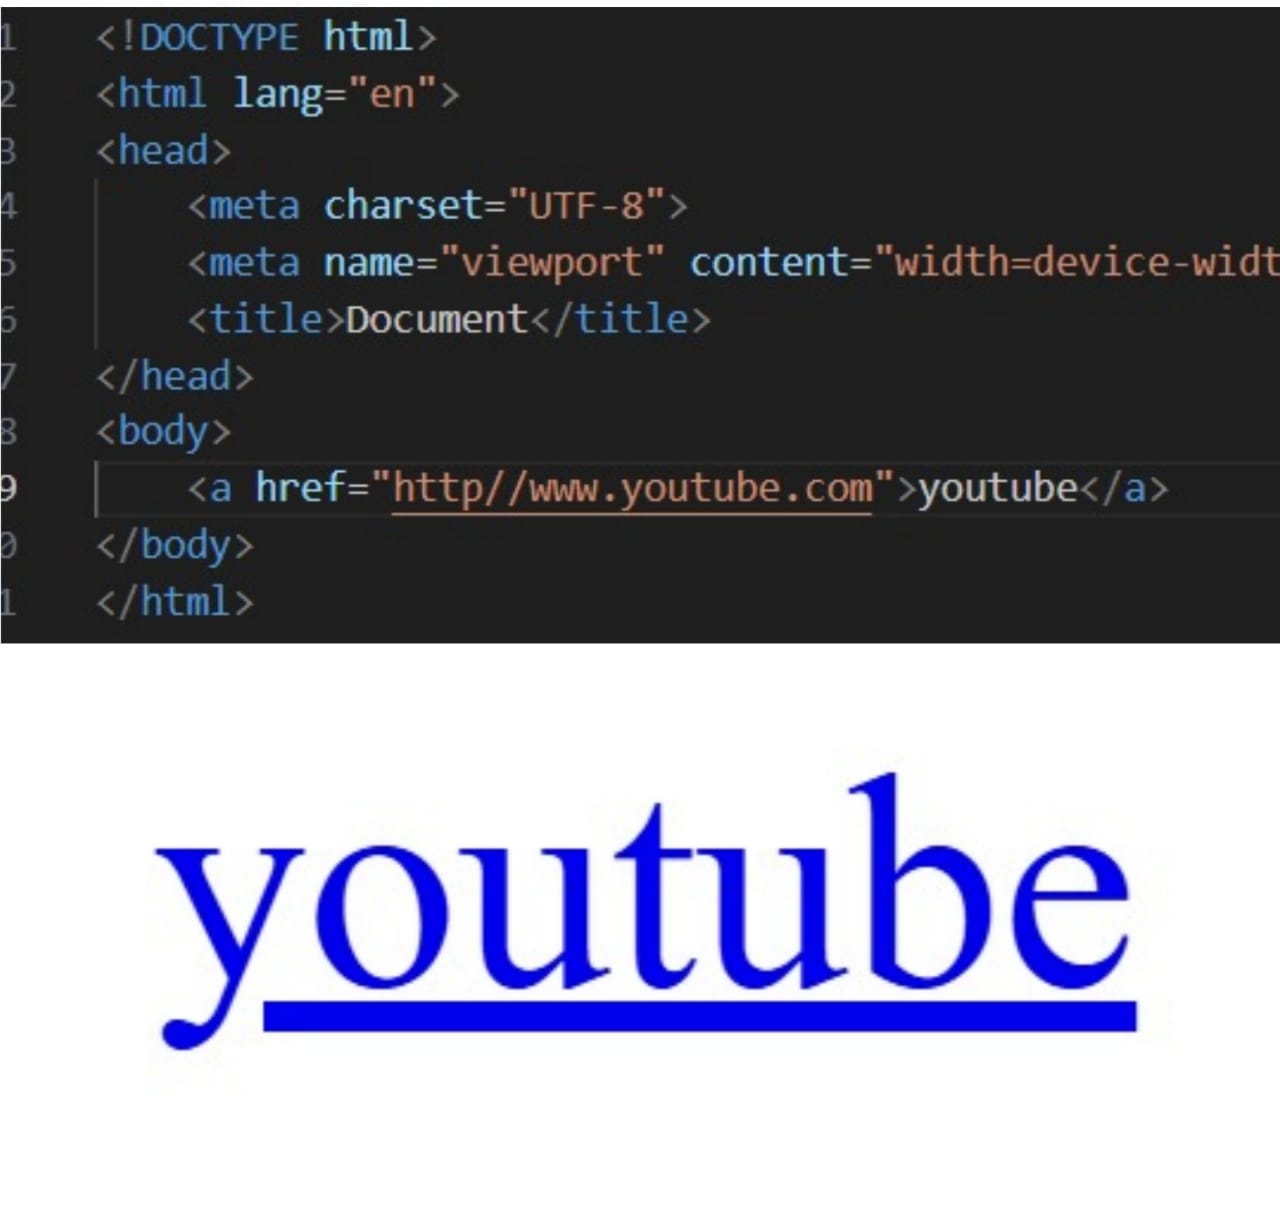 1 <!DOCTYPE html>
2 <html lang="en">
3 <head>
4 <meta charset="UTF-8">
5 <meta name="viewport" content="width=device-widt
6 <title>Document</title>
7 </head>
8 <body>
9 <a href="http//www.youtube.com">youtube</a>
0 </body>
1 </html>
youtube